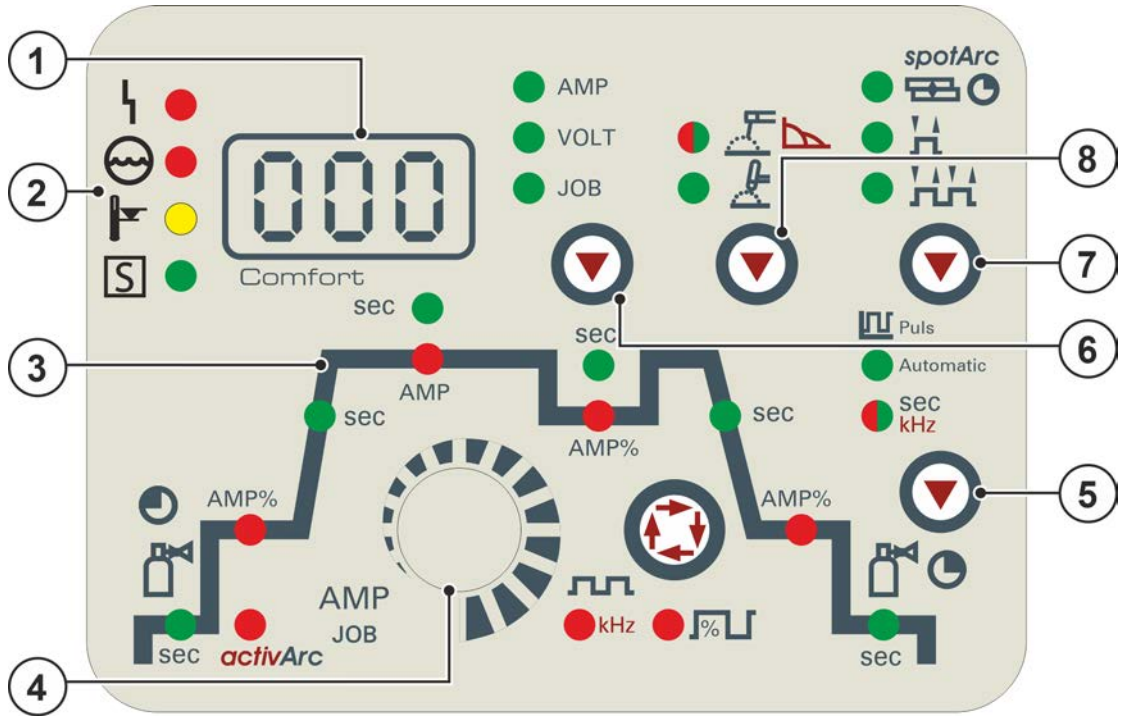 1
2
3
4
5
6
7
8
spotArc
AMP
VOLT
JOB
S
000
Comfort
sec
AMP
sec
sec
AMP%
sec
Puls
Automatic
sec
kHz
AMP%
AMP%
AMP
JOB
kHz
%
sec
activArc
sec